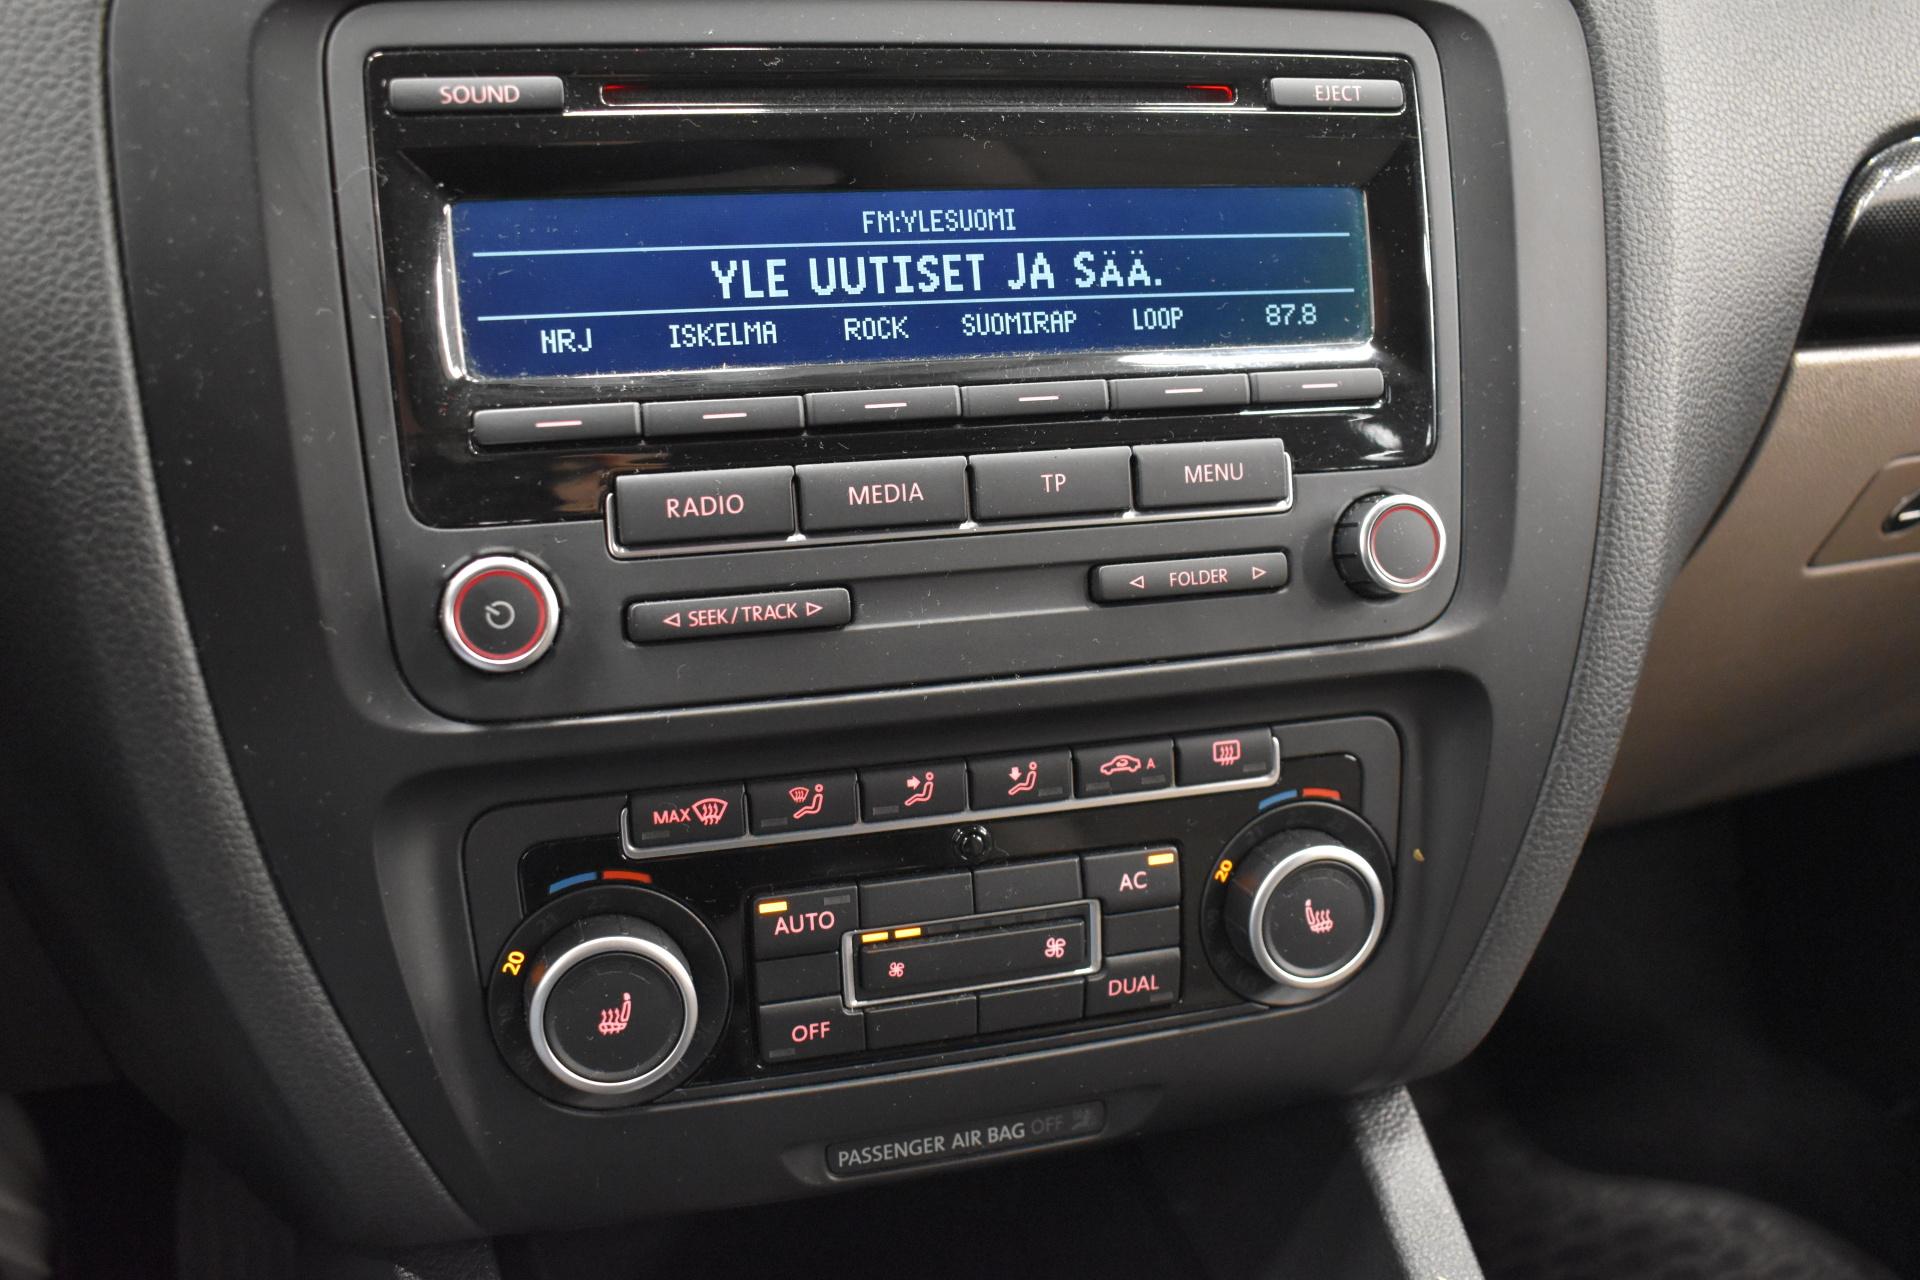 SOUND EJECT
FM:YLESUOMI
YLE UUTISET JA SÄÄ.
NRJ ISKELMA ROCK SUOMIRAP LOOP 87.8
RADIO MEDIA TP MENU
SEEK/TRACK FOLDER
MAX A
AUTO AC
20 20
OFF DUAL
PASSENGER AIR BAG OFF